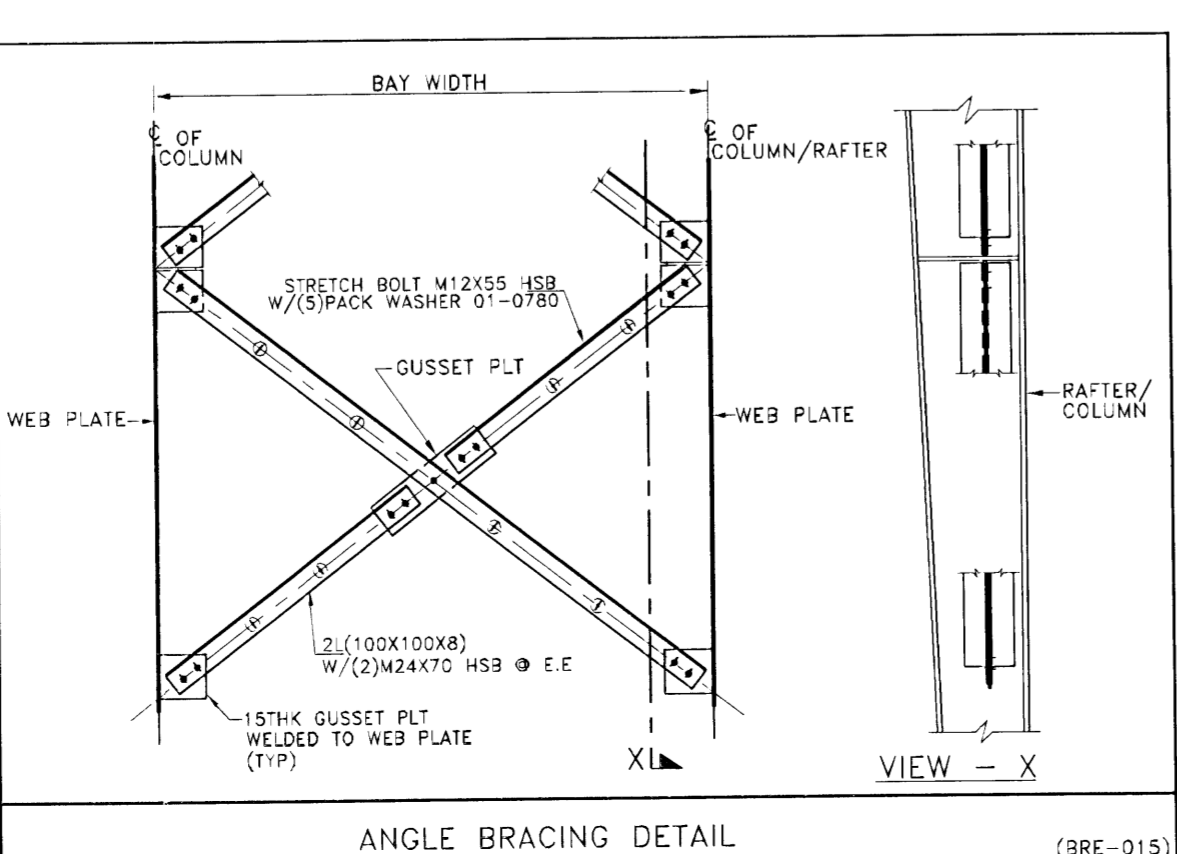 BAY WIDTH
℄ OF
COLUMN
℄ OF
COLUMN/RAFTER
STRETCH BOLT M12X55 HSB
W/(5)PACK WASHER 01-0780
GUSSET PLT
WEB PLATE
WEB PLATE
RAFTER/
COLUMN
2L(100X100X8)
W/(2)M24X70 HSB @ E.E
15THK GUSSET PLT
WELDED TO WEB PLATE
(TYP)
X
VIEW - X
ANGLE BRACING DETAIL
(BRE-015)